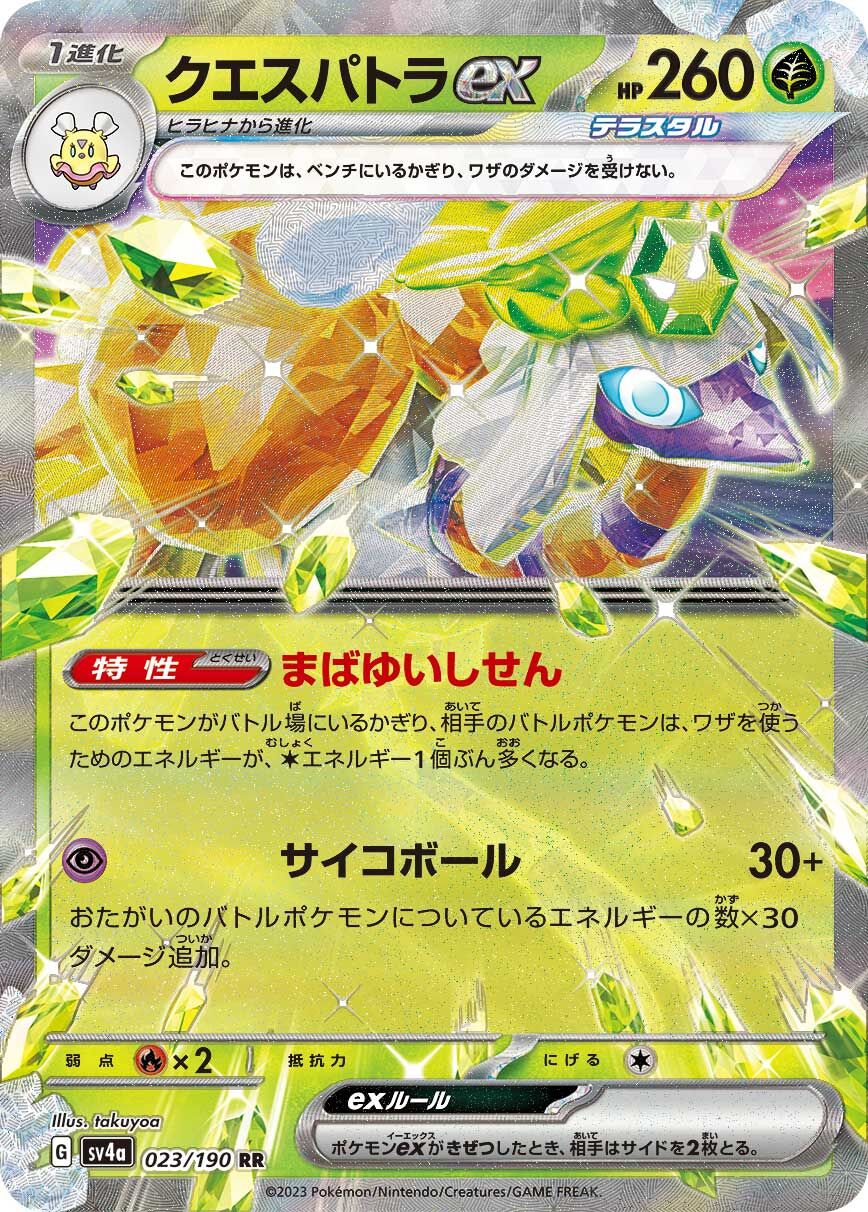 1進化
クエスパトラex
HP260
ヒラヒナから進化
テラスタル
このポケモンは、ベンチにいるかぎり、ワザのダメージを受けない。
特性 とくせい まばゆいしせん
このポケモンがバトル場にいるかぎり、相手のバトルポケモンは、ワザを使う
ためのエネルギーが、エネルギー1個ぶん多くなる。
サイコボール 30+
おたがいのバトルポケモンについているエネルギーの数×30
ダメージ追加。
弱点 ×2 抵抗力 にげる
exルール
ポケモンexがきぜつしたとき、相手はサイドを2枚とる。
Illus. takuyoa
G sv4a 023/190 RR
©2023 Pokémon/Nintendo/Creatures/GAME FREAK.